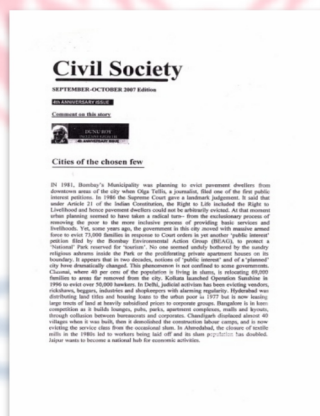 Civil Society
SEPTEMBER-OCTOBER 2007 Edition
4th ANNIVERSARY ISSUE
Comment on this story
DUNU ROY
4th ANNIVERSARY ISSUE
Cities of the chosen few
IN 1981, Bombay's Municipality was planning to evict pavement dwellers from
downtown areas of the city when Olga Tellis, a journalist, filed one of the first public
interest petitions. In 1986 the Supreme Court gave a landmark judgement. It said that
under Article 21 of the Indian Constitution, the Right to Life included the Right to
Livelihood and hence pavement dwellers could not be arbitrarily evicted. At that moment
urban planning seemed to have taken a radical turn– from the exclusionary process of
removing the poor to the more inclusive process of providing basic services and
livelihoods. Yet, some years ago, the government in this city moved with massive armed
force to evict 73,000 families in response to Court orders in yet another 'public interest'
petition filed by the Bombay Environmental Action Group (BEAG), to protect a
'National' Park reserved for 'tourism'. No one seemed unduly bothered by the sundry
religious ashrams inside the Park or the proliferating private apartment houses on its
boundary. It appears that in two decades, notions of 'public interest' and of a 'planned'
city have dramatically changed. This phenomenon is not confined to some governments.
Chennai, where 40 per cent of the population is living in slums, is relocating 69,000
families to areas far removed from the city. Kolkata launched Operation Sunshine in
1996 to evict over 50,000 hawkers. In Delhi, judicial activism has been evicting vendors,
rickshaws, beggars, industries and shopkeepers with alarming regularity. Hyderabad was
distributing land titles and housing loans to the urban poor in 1977 but is now leasing
large tracts of land at heavily subsidised prices to corporate groups. Bangalore is in keen
competition as it builds lounges, pubs, parks, apartment complexes, malls and layouts,
through collusion between bureaucrats and corporates. Chandigarh displaced almost 40
villages when it was built, then it demolished the construction labour camps, and is now
evicting the service class from the occasional slum. In Ahmedabad, the closure of textile
mills in the 1980s led to workers being laid off and its slum population has doubled.
Jaipur wants to become a national hub for economic activities.